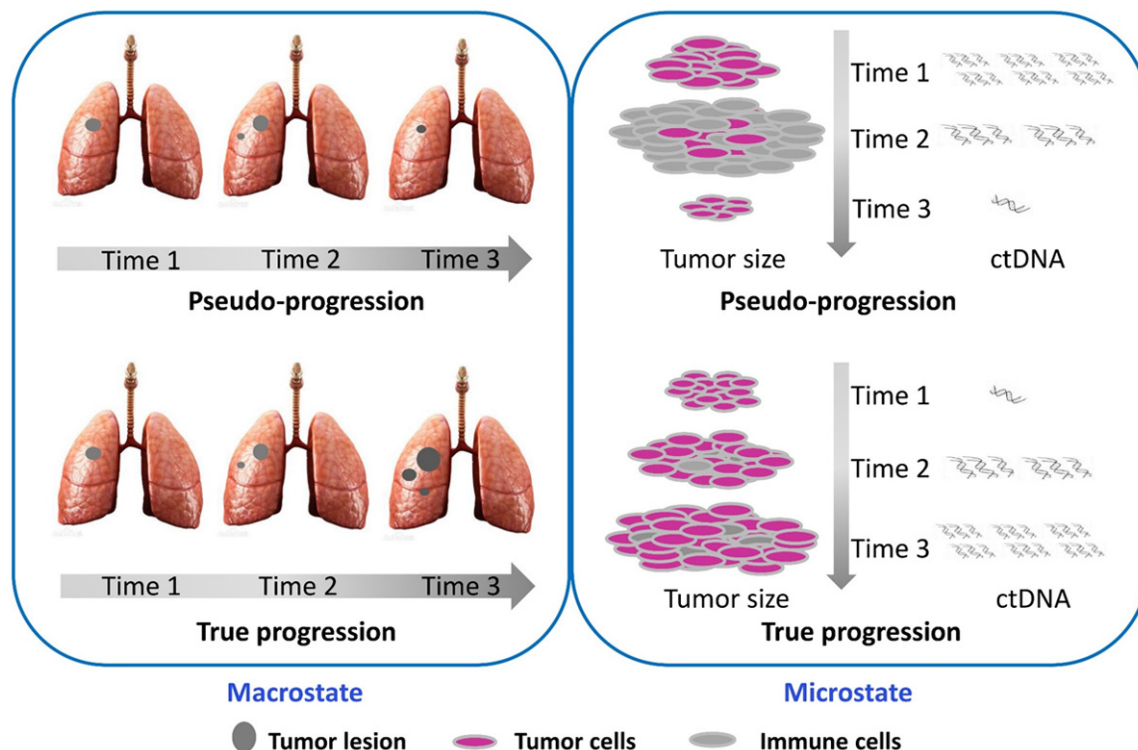 Time 1 Time 2 Time 3
Pseudo-progression
Time 1 Time 2 Time 3
True progression
Macrostate
Time 1
Time 2
Time 3
Tumor size ctDNA
Pseudo-progression
Time 1
Time 2
Time 3
Tumor size ctDNA
True progression
Microstate
Tumor lesion Tumor cells Immune cells